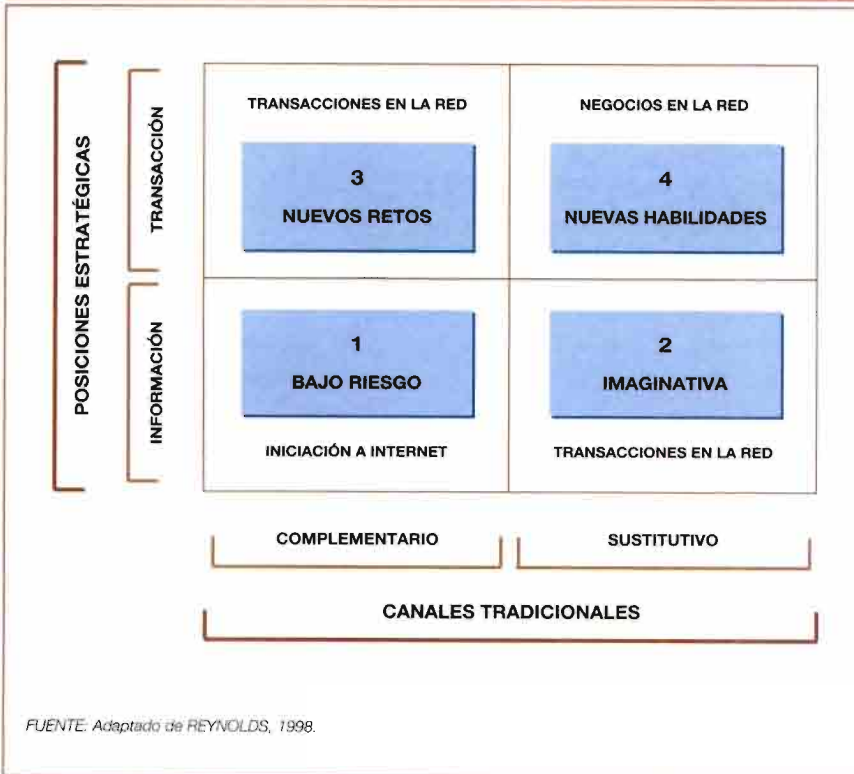 POSICIONES ESTRATÉGICAS
TRANSACCIÓN
INFORMACIÓN
TRANSACCIONES EN LA RED
3
NUEVOS RETOS
NEGOCIOS EN LA RED
4
NUEVAS HABILIDADES
1
BAJO RIESGO
INICIACIÓN A INTERNET
2
IMAGINATIVA
TRANSACCIONES EN LA RED
COMPLEMENTARIO
SUSTITUTIVO
CANALES TRADICIONALES
FUENTE: Adaptado de REYNOLDS, 1998.